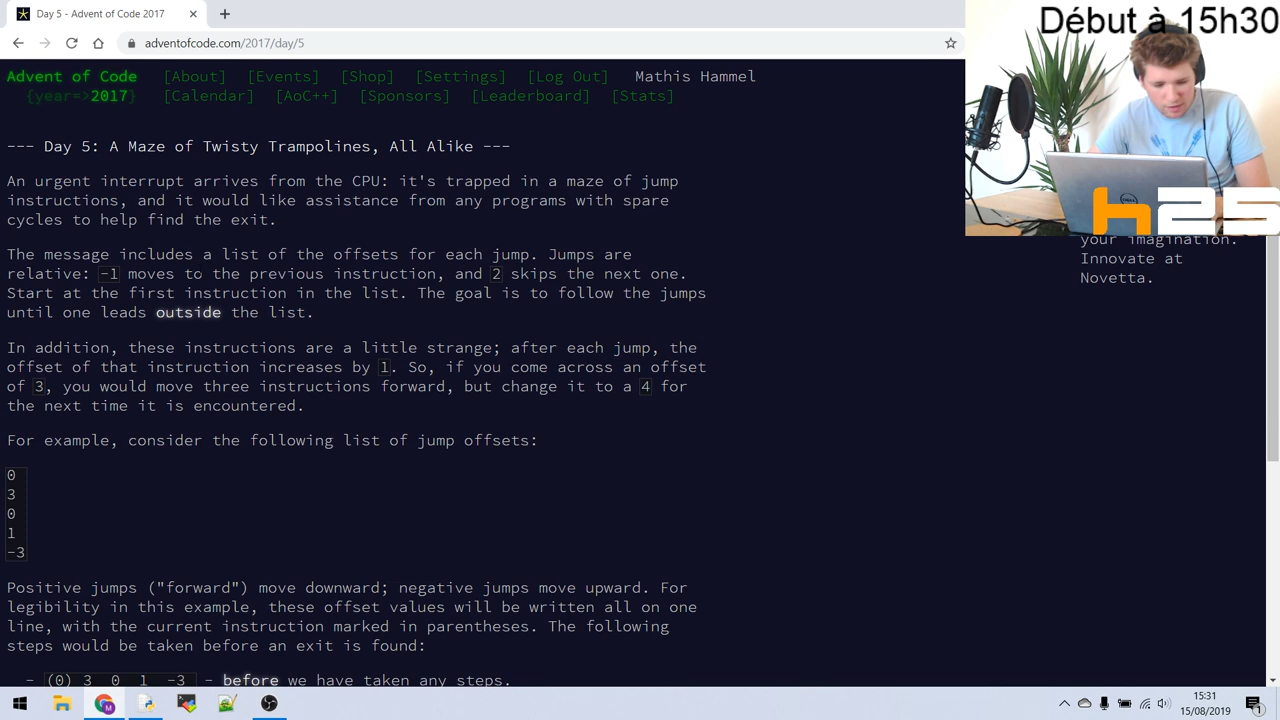 Day 5 - Advent of Code 2017
Début à 15h30
adventofcode.com/2017/day/5
Advent of Code [About] [Events] [Shop] [Settings] [Log Out] Mathis Hammel
{year=>2017} [Calendar] [AoC++] [Sponsors] [Leaderboard] [Stats]
--- Day 5: A Maze of Twisty Trampolines, All Alike ---
An urgent interrupt arrives from the CPU: it's trapped in a maze of jump
instructions, and it would like assistance from any programs with spare
cycles to help find the exit.
The message includes a list of the offsets for each jump. Jumps are
relative: -1 moves to the previous instruction, and 2 skips the next one.
Start at the first instruction in the list. The goal is to follow the jumps
until one leads outside the list.
In addition, these instructions are a little strange; after each jump, the
offset of that instruction increases by 1. So, if you come across an offset
of 3, you would move three instructions forward, but change it to a 4 for
the next time it is encountered.
For example, consider the following list of jump offsets:
0
3
0
1
-3
Positive jumps ("forward") move downward; negative jumps move upward. For
legibility in this example, these offset values will be written all on one
line, with the current instruction marked in parentheses. The following
steps would be taken before an exit is found:
- (0) 3 0 1 -3 - before we have taken any steps.
h25
your imagination.
Innovate at
Novetta.
15:31
15/08/2019
1